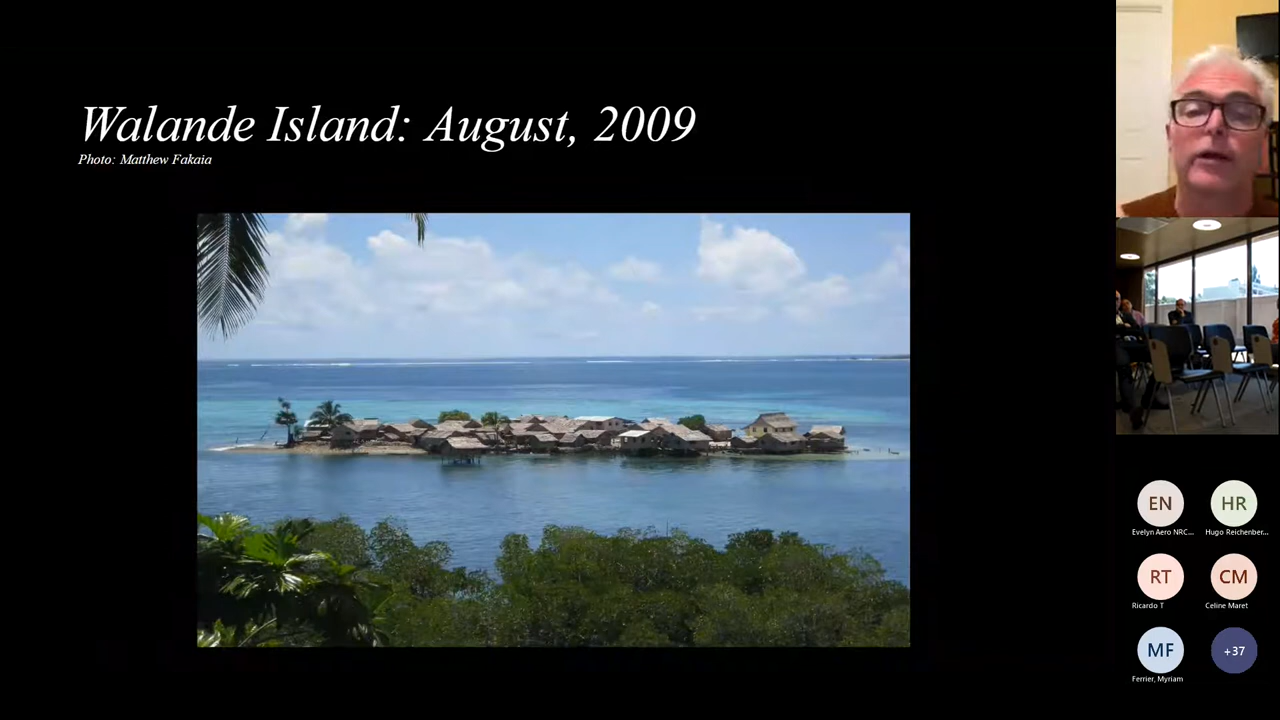 Walande Island: August, 2009
Photo: Matthew Fakaia
EN
HR
Evelyn Aero NRC...
Hugo Reichenber...
RT
CM
Ricardo T
Celine Maret
MF
+37
Ferrier, Myriam